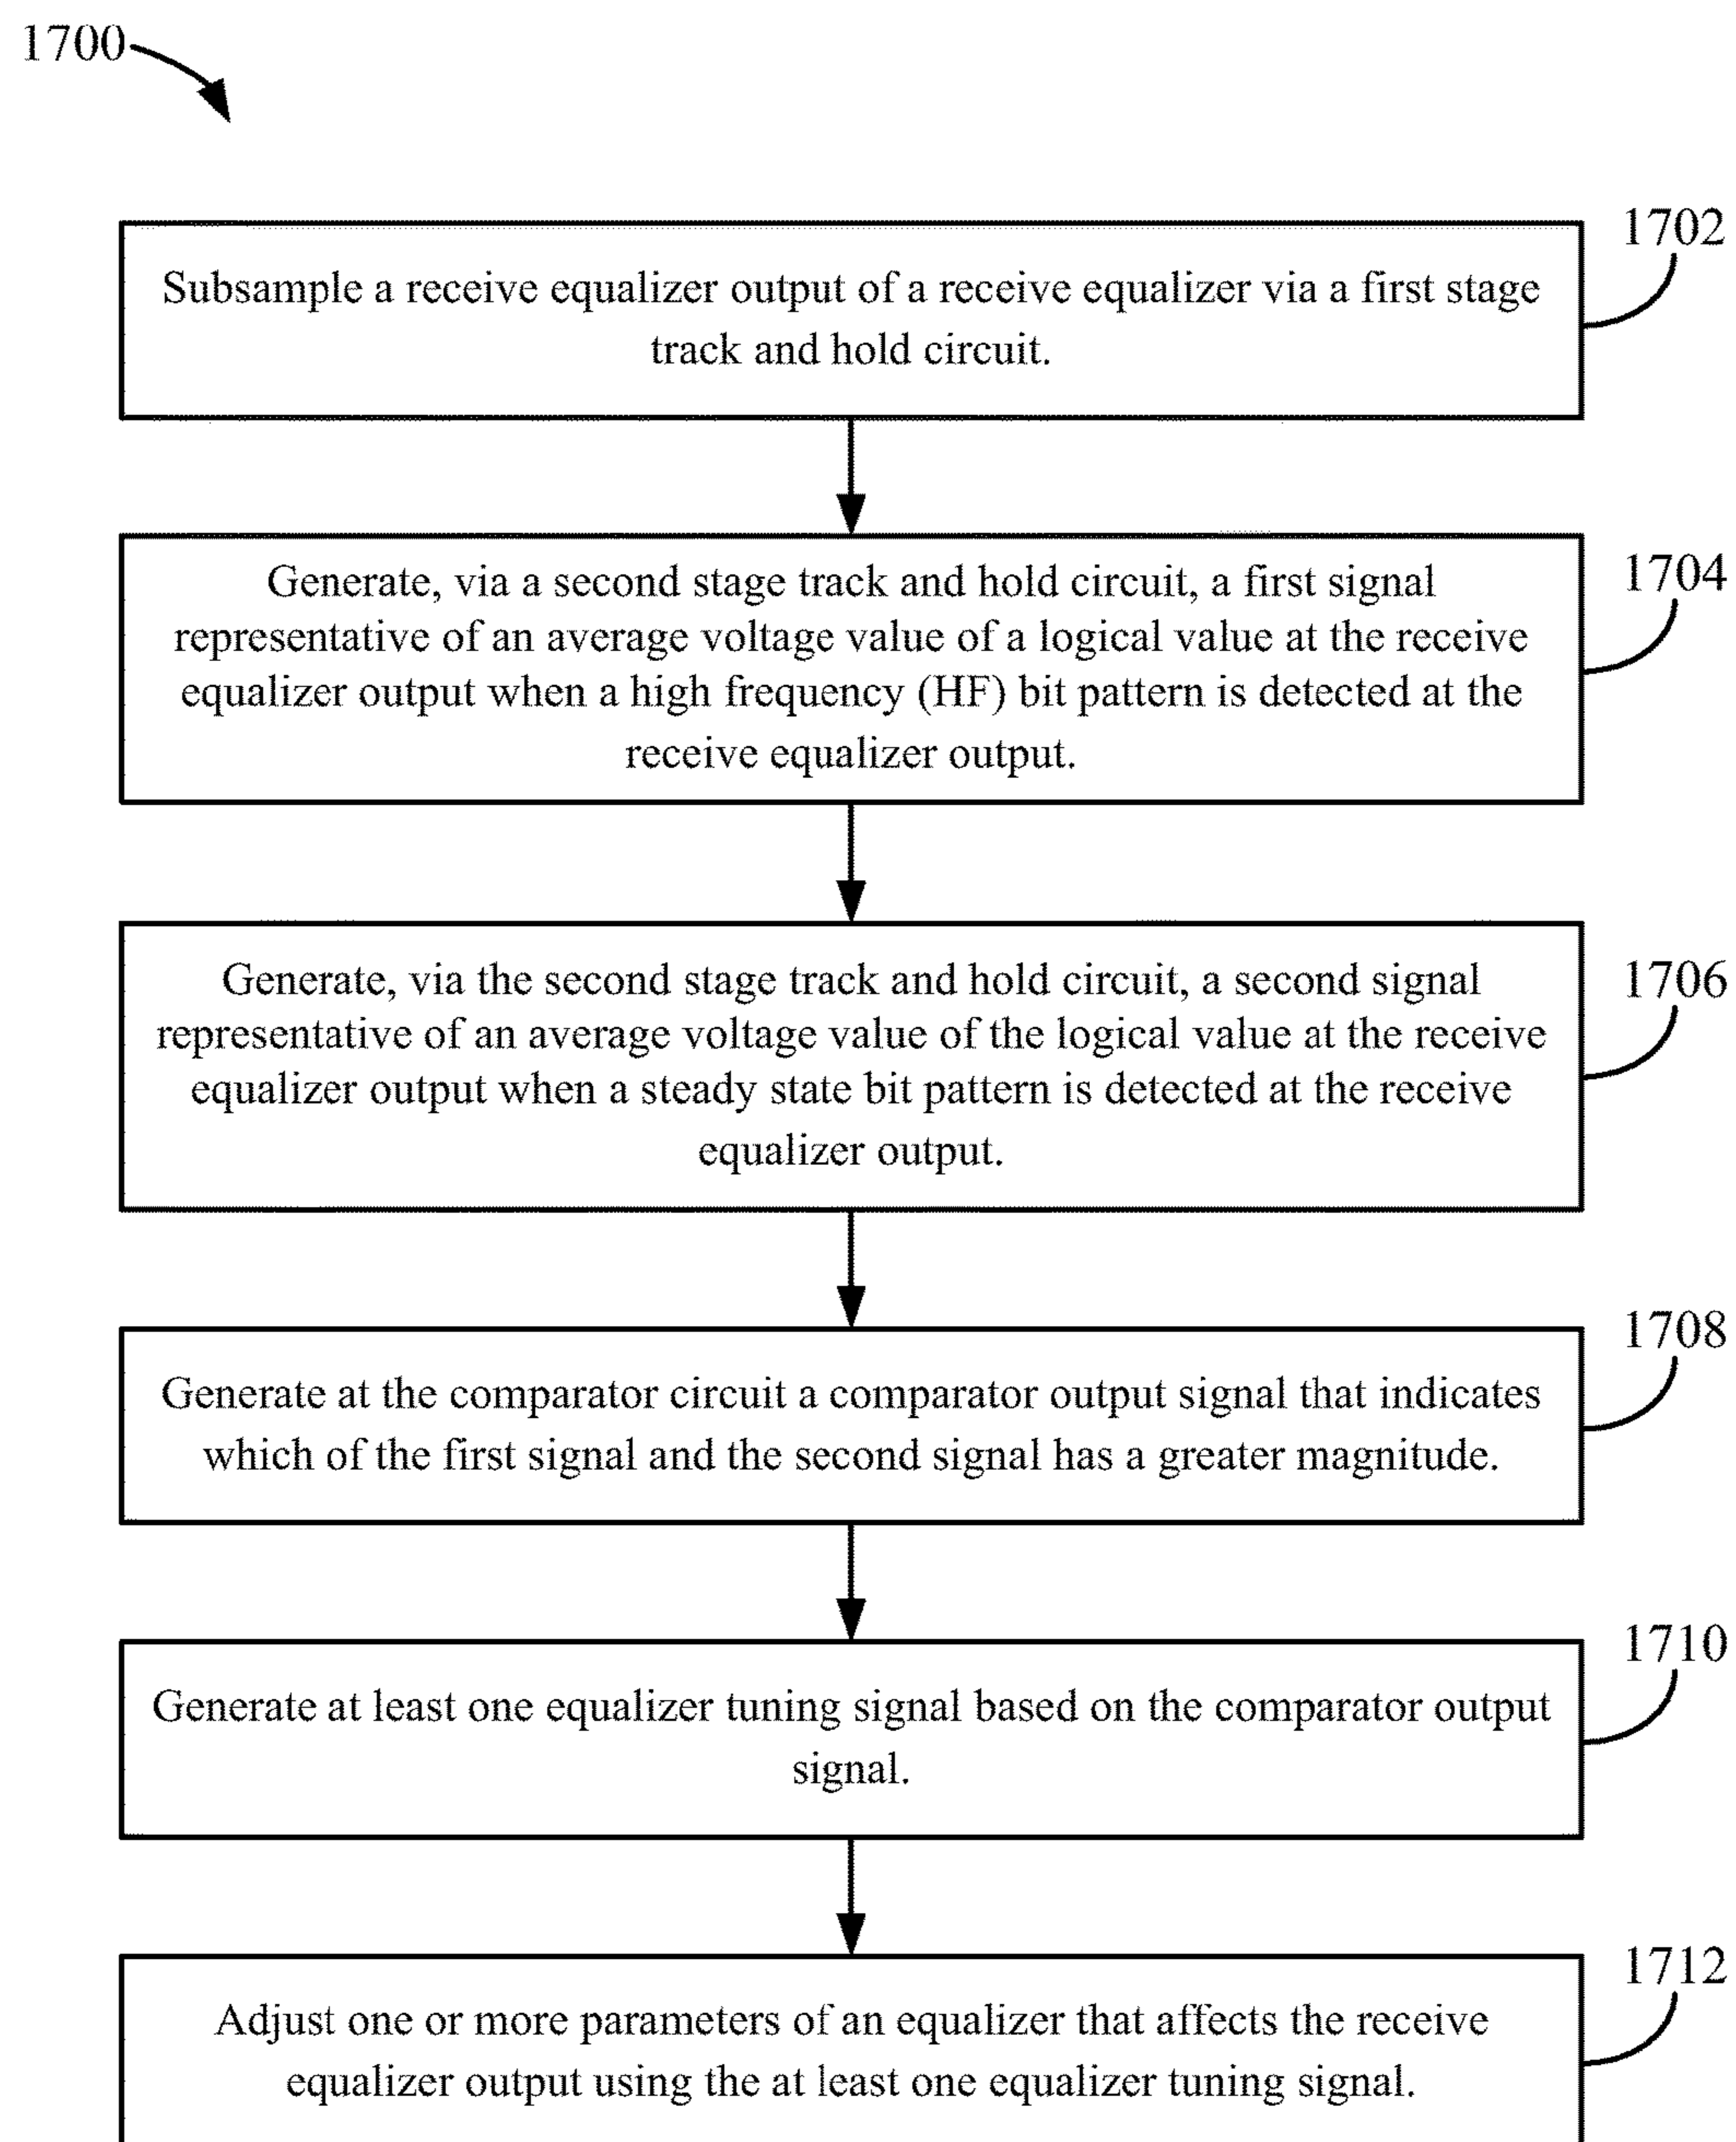 1700
1702
Subsample a receive equalizer output of a receive equalizer via a first stage
track and hold circuit.
1704
Generate, via a second stage track and hold circuit, a first signal
representative of an average voltage value of a logical value at the receive
equalizer output when a high frequency (HF) bit pattern is detected at the
receive equalizer output.
1706
Generate, via the second stage track and hold circuit, a second signal
representative of an average voltage value of the logical value at the receive
equalizer output when a steady state bit pattern is detected at the receive
equalizer output.
1708
Generate at the comparator circuit a comparator output signal that indicates
which of the first signal and the second signal has a greater magnitude.
1710
Generate at least one equalizer tuning signal based on the comparator output
signal.
1712
Adjust one or more parameters of an equalizer that affects the receive
equalizer output using the at least one equalizer tuning signal.